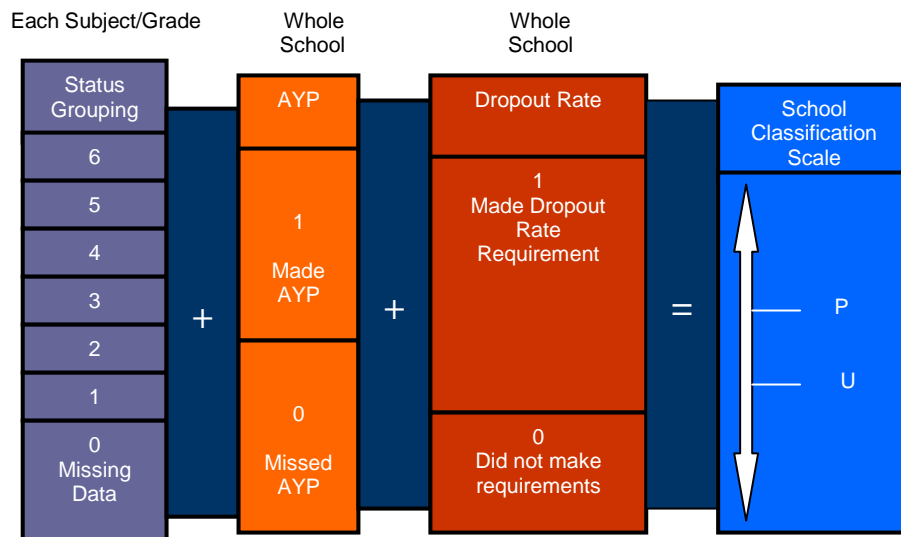 Each Subject/Grade
Whole
School
Whole
School
Status
Grouping
6
5
4
3
2
1
0
Missing
Data
+
AYP
1
Made
AYP
0
Missed
AYP
+
Dropout Rate
1
Made Dropout
Rate
Requirement
0
Did not make
requirements
=
School
Classification
Scale
P
U